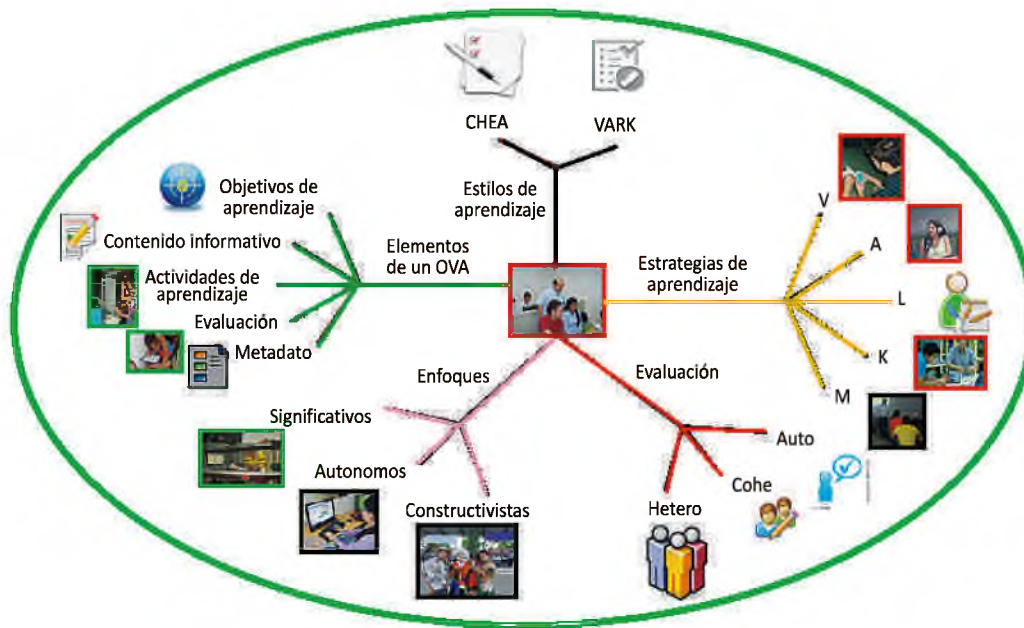 CHEA
VARK
Estilos de
aprendizaje
Objetivos de
aprendizaje
Contenido informativo
Actividades de
aprendizaje
Evaluación
Metadato
Elementos
de un OVA
Estrategias de
aprendizaje
V
A
L
K
M
Enfoques
Significativos
Autonomos
Constructivistas
Evaluación
Auto
Cohe
Hetero